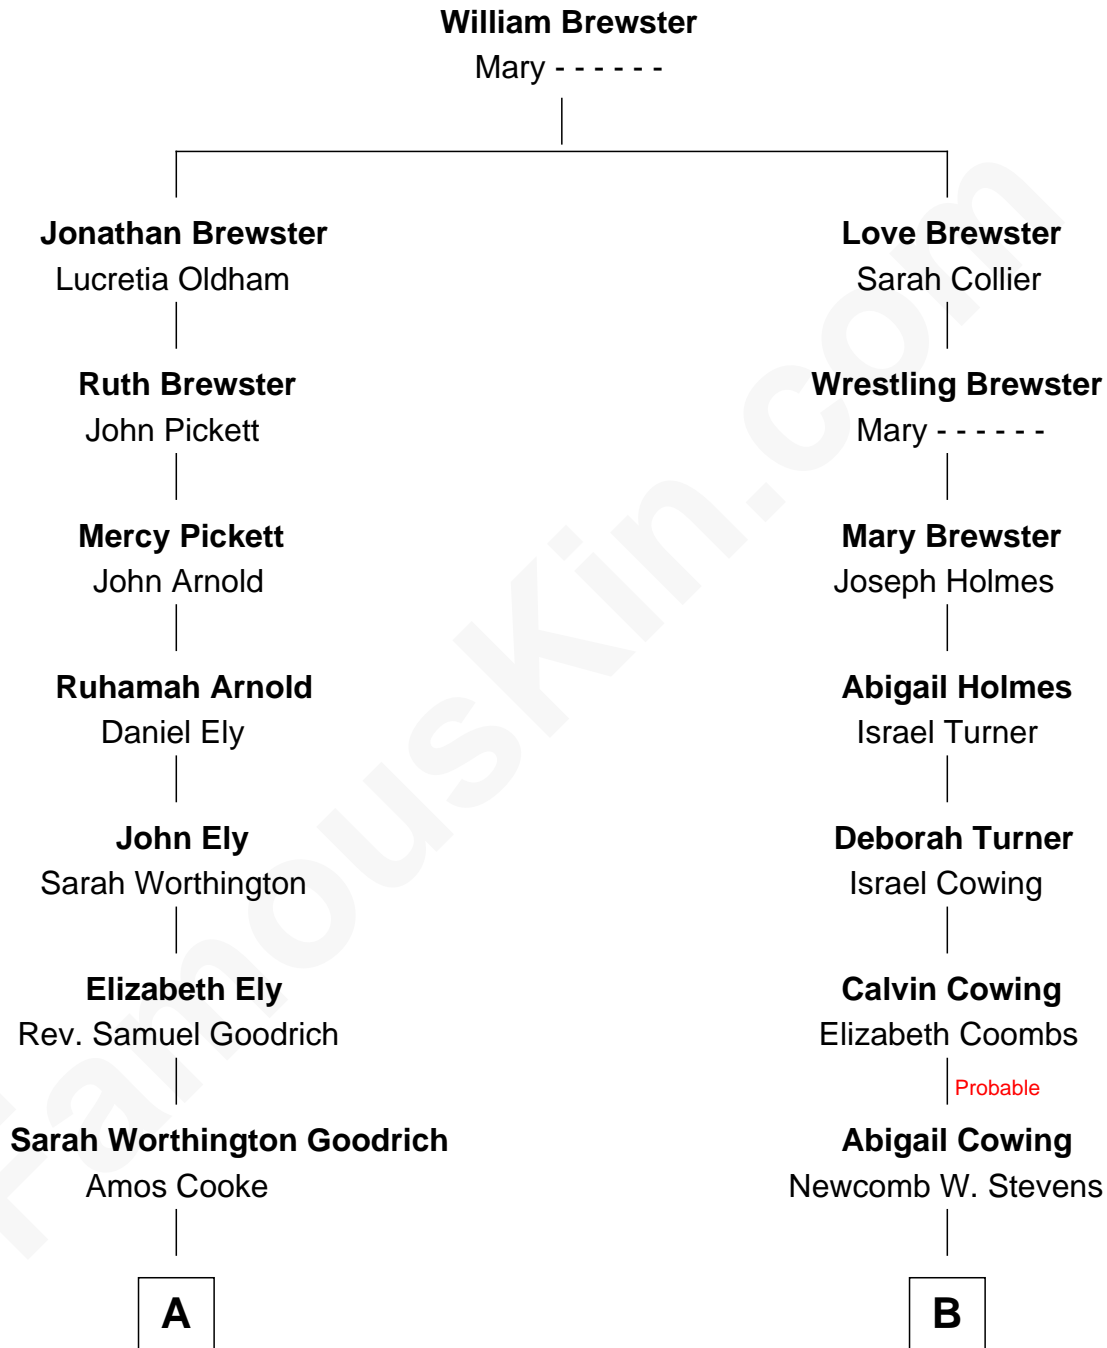 William Brewster
Mary - - - - - -
Jonathan Brewster
Lucretia Oldham
Love Brewster
Sarah Collier
Ruth Brewster
John Pickett
Wrestling Brewster
Mary - - - - - -
Mercy Pickett
John Arnold
Mary Brewster
Joseph Holmes
Ruhamah Arnold
Daniel Ely
Abigail Holmes
Israel Turner
John Ely
Sarah Worthington
Deborah Turner
Israel Cowing
Elizabeth Ely
Rev. Samuel Goodrich
Calvin Cowing
Elizabeth Coombs
Probable
Sarah Worthington Goodrich
Amos Cooke
Abigail Cowing
Newcomb W. Stevens
A
B
FamousKin.com